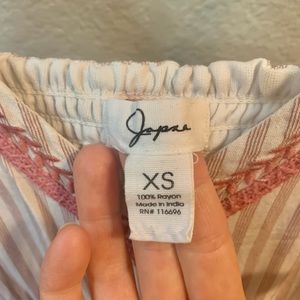 Japna
XS
100% Rayon
Made in India
RN# 116696